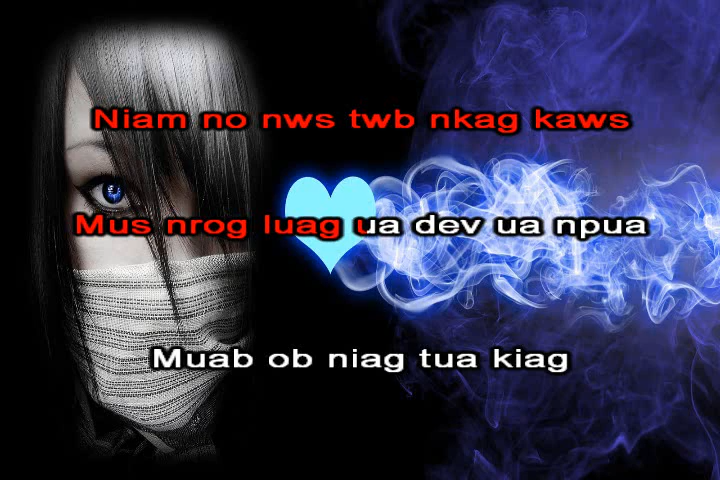 Niam no nws twb nkag kaws
Mus nrog luag ua dev ua npua
Muab ob niag tua kiag